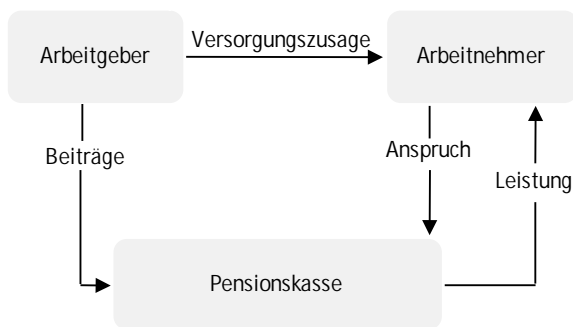 Arbeitgeber
Versorgungszusage
Arbeitnehmer
Beiträge
Anspruch
Leistung
Pensionskasse